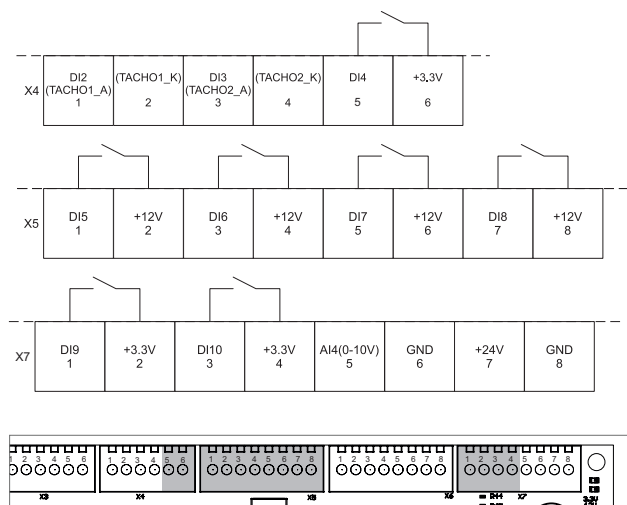 X4
DI2 (TACHO1_K) DI3 (TACHO2_K) DI4 +3.3V
(TACHO1_A) (TACHO2_A)
1 2 3 4 5 6
X5
DI5 +12V DI6 +12V DI7 +12V DI8 +12V
1 2 3 4 5 6 7 8
X7
DI9 +3.3V DI10 +3.3V AI4(0-10V) GND +24V GND
1 2 3 4 5 6 7 8
1 2 3 4 5 6 1 2 3 4 5 6 1 2 3 4 5 6 7 8 1 2 3 4 5 6 7 8 1 2 3 4 5 6 7 8
X3 X4 X5 X6 X7
R44
3.3V